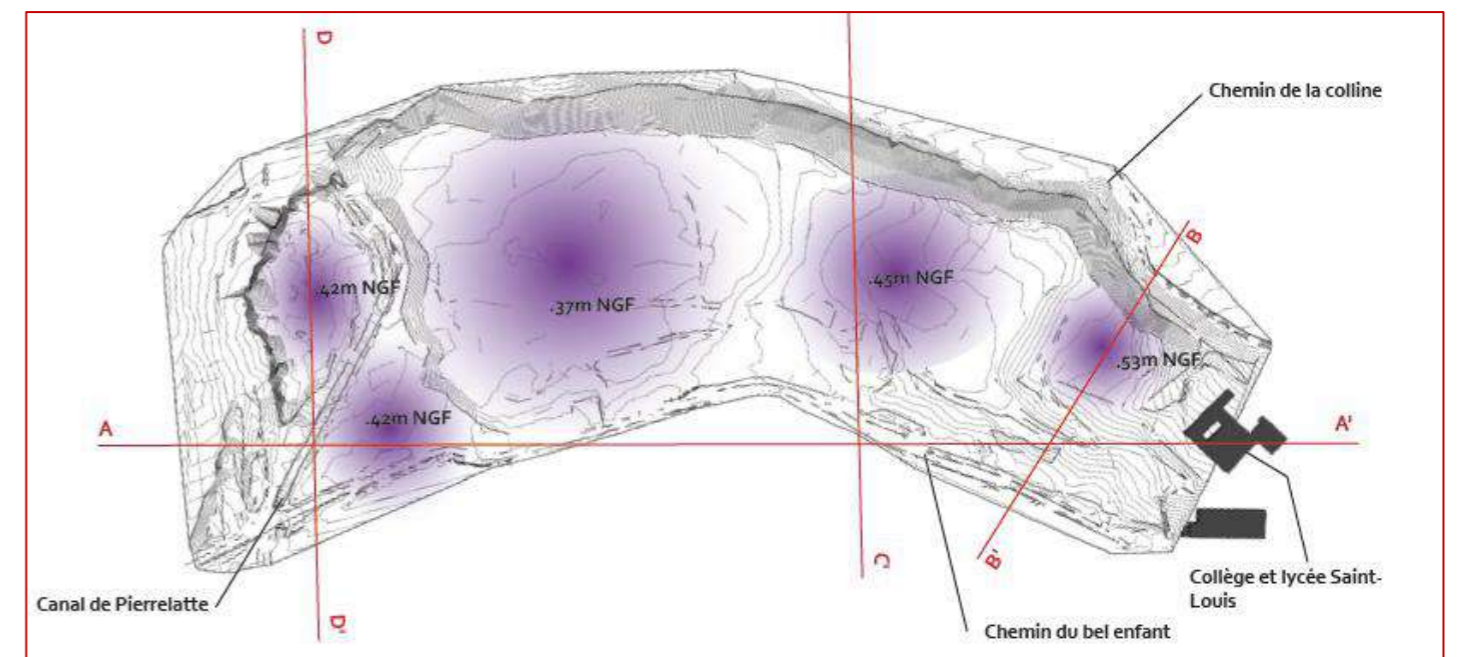 D
Chemin de la colline
B
.42m NGF
.37m NGF
.45m NGF
.53m NGF
.42m NGF
A
A'
C'
B'
Collège et lycée Saint-
Louis
Canal de Pierrelatte
D'
Chemin du bel enfant